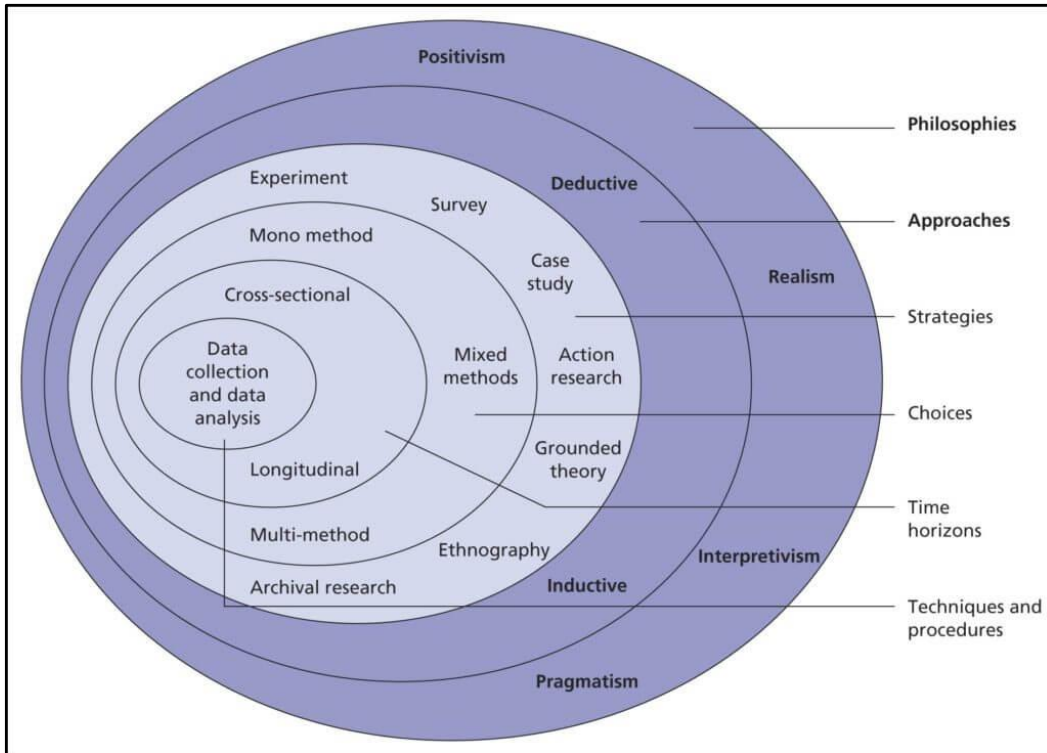 Positivism
Philosophies
Experiment
Deductive
Survey
Approaches
Mono method
Case
study
Realism
Cross-sectional
Strategies
Data
collection
and data
analysis
Mixed
methods
Action
research
Choices
Grounded
theory
Longitudinal
Time
horizons
Multi-method
Ethnography
Interpretivism
Archival research
Inductive
Techniques and
procedures
Pragmatism